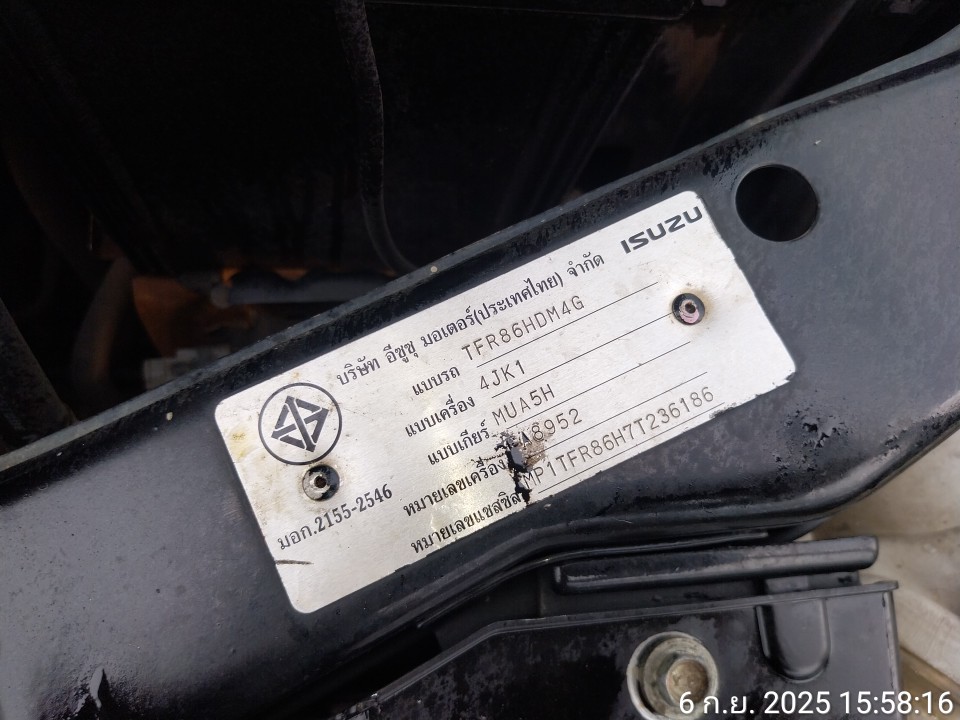 ISUZU
บริษัท อีซูซุ มอเตอร์(ประเทศไทย) จำกัด
แบบรถ TFR86HDM4G
แบบเครื่อง 4JK1
แบบเกียร์ MUA5H
หมายเลขเครื่อง 8952
หมายเลขแชสซิส MP1TFR86H7T236186
มอก.2155-2546
6 ก.ย. 2025 15:58:16